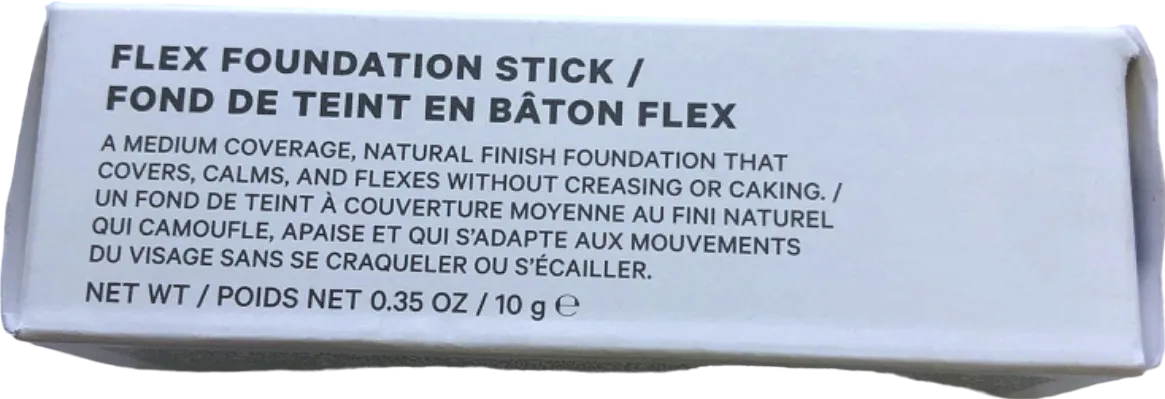 FLEX FOUNDATION STICK /
FOND DE TEINT EN BÂTON FLEX
A MEDIUM COVERAGE, NATURAL FINISH FOUNDATION THAT
COVERS, CALMS, AND FLEXES WITHOUT CREASING OR CAKING. /
UN FOND DE TEINT À COUVERTURE MOYENNE AU FINI NATUREL
QUI CAMOUFLE, APAISE ET QUI S'ADAPTE AUX MOUVEMENTS
DU VISAGE SANS SE CRAQUELER OU S'ÉCAILLER.
NET WT / POIDS NET 0.35 OZ / 10 g ℮